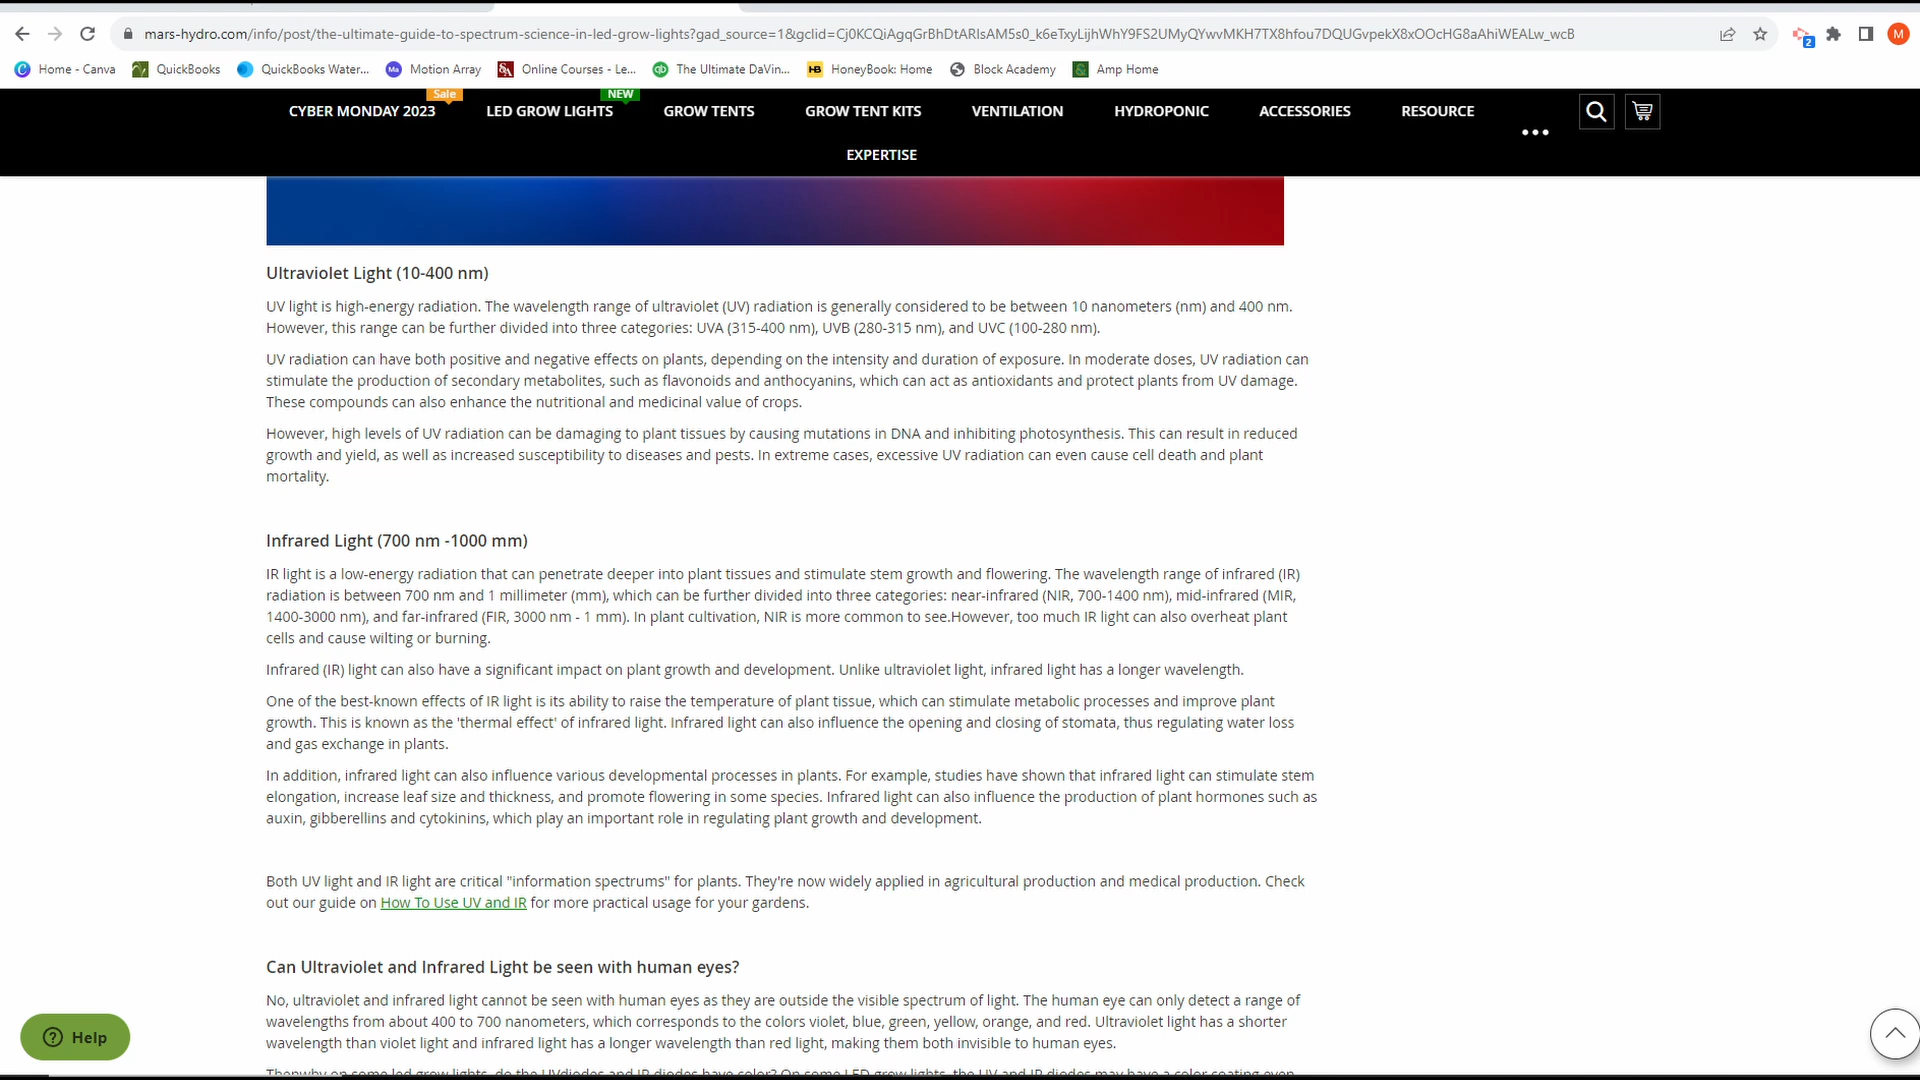 mars-hydro.com/info/post/the-ultimate-guide-to-spectrum-science-in-led-grow-lights?gad_source=1&gclid=Cj0KCQiAgqGrBhDtARIsAM5s0_k6eTxyLijhWhY9FS2UMyQYwvMKH7TX8hfou7DQUGvpekX8xOOcHG8aAhiWEALw_wcB
2
M
Home - Canva QuickBooks QuickBooks Water... Motion Array Online Courses - Le... The Ultimate DaVin... HoneyBook: Home Block Academy Amp Home
Sale NEW
CYBER MONDAY 2023 LED GROW LIGHTS GROW TENTS GROW TENT KITS VENTILATION HYDROPONIC ACCESSORIES RESOURCE
EXPERTISE
Ultraviolet Light (10-400 nm)
UV light is high-energy radiation. The wavelength range of ultraviolet (UV) radiation is generally considered to be between 10 nanometers (nm) and 400 nm.
However, this range can be further divided into three categories: UVA (315-400 nm), UVB (280-315 nm), and UVC (100-280 nm).
UV radiation can have both positive and negative effects on plants, depending on the intensity and duration of exposure. In moderate doses, UV radiation can
stimulate the production of secondary metabolites, such as flavonoids and anthocyanins, which can act as antioxidants and protect plants from UV damage.
These compounds can also enhance the nutritional and medicinal value of crops.
However, high levels of UV radiation can be damaging to plant tissues by causing mutations in DNA and inhibiting photosynthesis. This can result in reduced
growth and yield, as well as increased susceptibility to diseases and pests. In extreme cases, excessive UV radiation can even cause cell death and plant
mortality.
Infrared Light (700 nm -1000 mm)
IR light is a low-energy radiation that can penetrate deeper into plant tissues and stimulate stem growth and flowering. The wavelength range of infrared (IR)
radiation is between 700 nm and 1 millimeter (mm), which can be further divided into three categories: near-infrared (NIR, 700-1400 nm), mid-infrared (MIR,
1400-3000 nm), and far-infrared (FIR, 3000 nm - 1 mm). In plant cultivation, NIR is more common to see.However, too much IR light can also overheat plant
cells and cause wilting or burning.
Infrared (IR) light can also have a significant impact on plant growth and development. Unlike ultraviolet light, infrared light has a longer wavelength.
One of the best-known effects of IR light is its ability to raise the temperature of plant tissue, which can stimulate metabolic processes and improve plant
growth. This is known as the 'thermal effect' of infrared light. Infrared light can also influence the opening and closing of stomata, thus regulating water loss
and gas exchange in plants.
In addition, infrared light can also influence various developmental processes in plants. For example, studies have shown that infrared light can stimulate stem
elongation, increase leaf size and thickness, and promote flowering in some species. Infrared light can also influence the production of plant hormones such as
auxin, gibberellins and cytokinins, which play an important role in regulating plant growth and development.
Both UV light and IR light are critical "information spectrums" for plants. They're now widely applied in agricultural production and medical production. Check
out our guide on How To Use UV and IR for more practical usage for your gardens.
Can Ultraviolet and Infrared Light be seen with human eyes?
No, ultraviolet and infrared light cannot be seen with human eyes as they are outside the visible spectrum of light. The human eye can only detect a range of
wavelengths from about 400 to 700 nanometers, which corresponds to the colors violet, blue, green, yellow, orange, and red. Ultraviolet light has a shorter
wavelength than violet light and infrared light has a longer wavelength than red light, making them both invisible to human eyes.
Thenwhy on some led grow lights, do the UVdiodes and IR diodes have color? On some LED grow lights, the UV and IR diodes may have a color coating even
Help